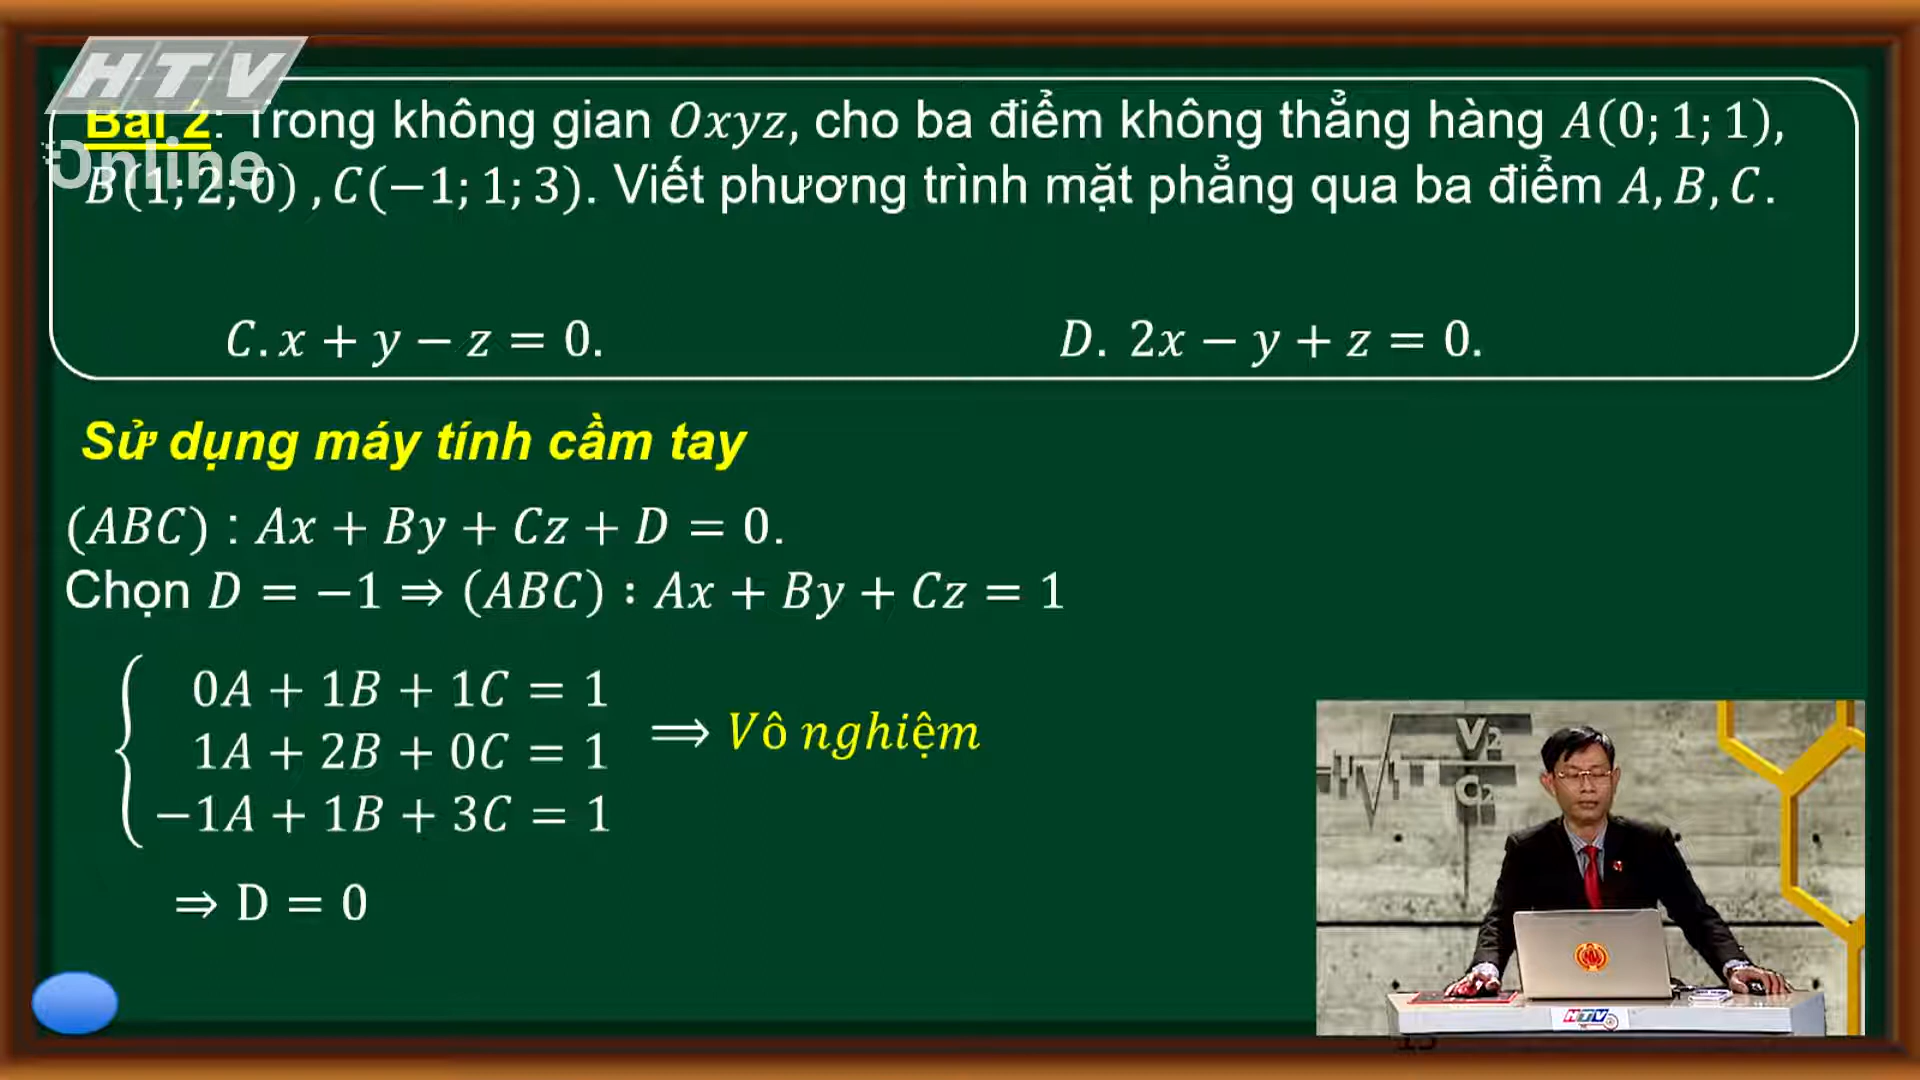 HTV
Online
Bài 2: Trong không gian Oxyz, cho ba điểm không thẳng hàng A(0; 1; 1),
B(1; 2; 0) , C(−1; 1; 3). Viết phương trình mặt phẳng qua ba điểm A, B, C.
C. x + y − z = 0.
D. 2x − y + z = 0.
Sử dụng máy tính cầm tay
(ABC) : Ax + By + Cz + D = 0.
Chọn D = −1 ⇒ (ABC) : Ax + By + Cz = 1
0A + 1B + 1C = 1
1A + 2B + 0C = 1 ⟹ Vô nghiệm
−1A + 1B + 3C = 1
⇒ D = 0
V2
C2
HTV